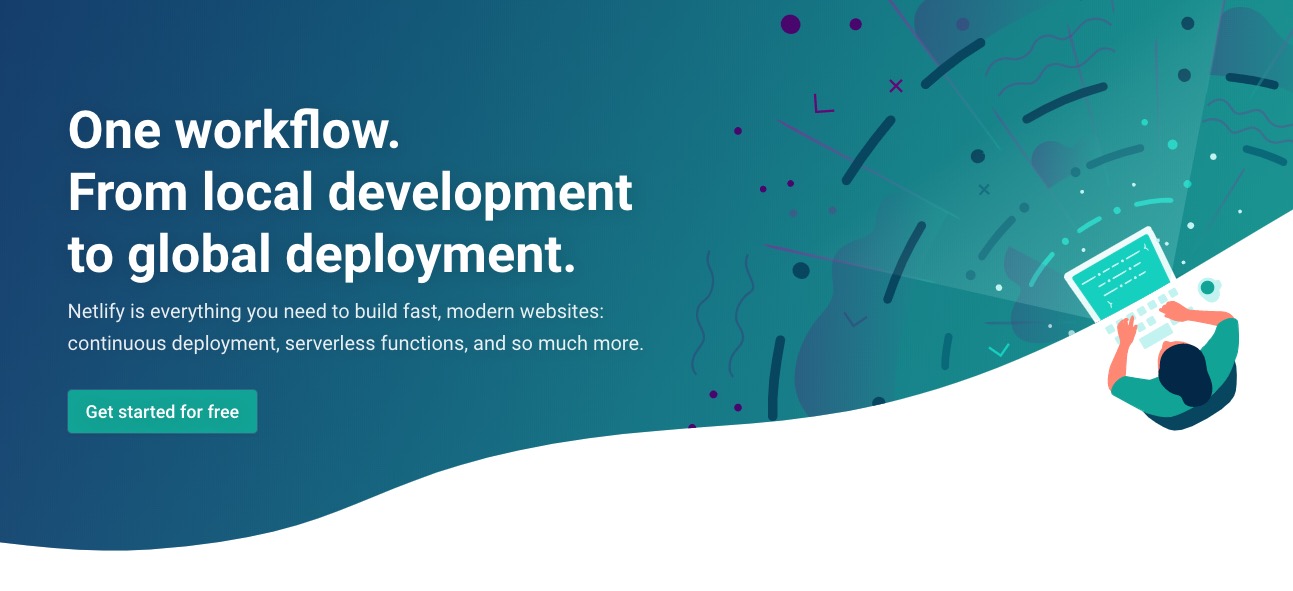 One workflow.
From local development
to global deployment.
Netlify is everything you need to build fast, modern websites:
continuous deployment, serverless functions, and so much more.
Get started for free